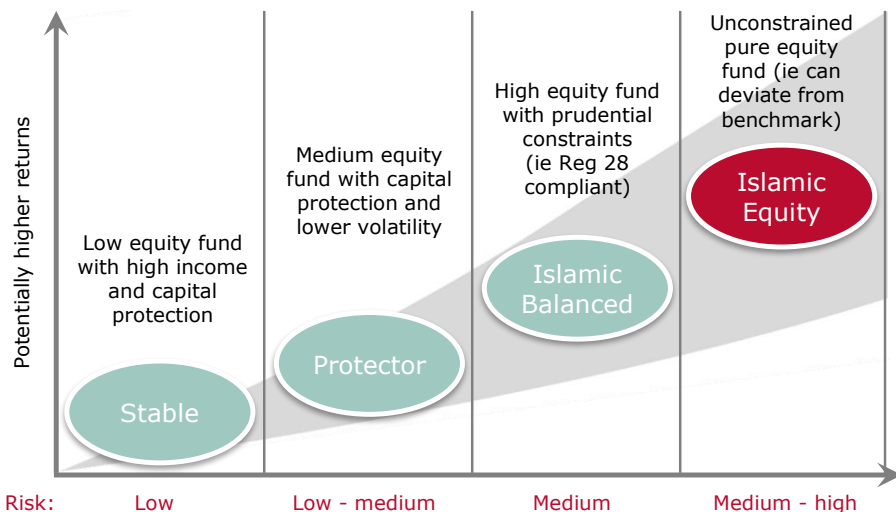 Potentially higher returns
Low equity fund
with high income
and capital
protection
Stable
Medium equity
fund with capital
protection and
lower volatility
Protector
High equity fund
with prudential
constraints
(ie Reg 28
compliant)
Islamic
Balanced
Unconstrained
pure equity
fund (ie can
deviate from
benchmark)
Islamic
Equity
Risk:
Low
Low - medium
Medium
Medium - high